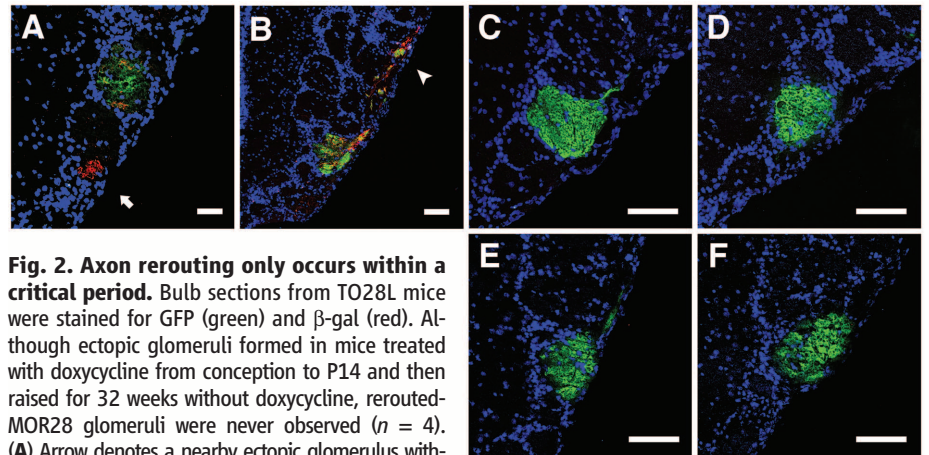 A
B
C
D
E
F
Fig. 2. Axon rerouting only occurs within a
critical period. Bulb sections from TO28L mice
were stained for GFP (green) and β-gal (red). Al-
though ectopic glomeruli formed in mice treated
with doxycycline from conception to P14 and then
raised for 32 weeks without doxycycline, rerouted-
MOR28 glomeruli were never observed (n = 4).
(A) Arrow denotes a nearby ectopic glomerulus with-